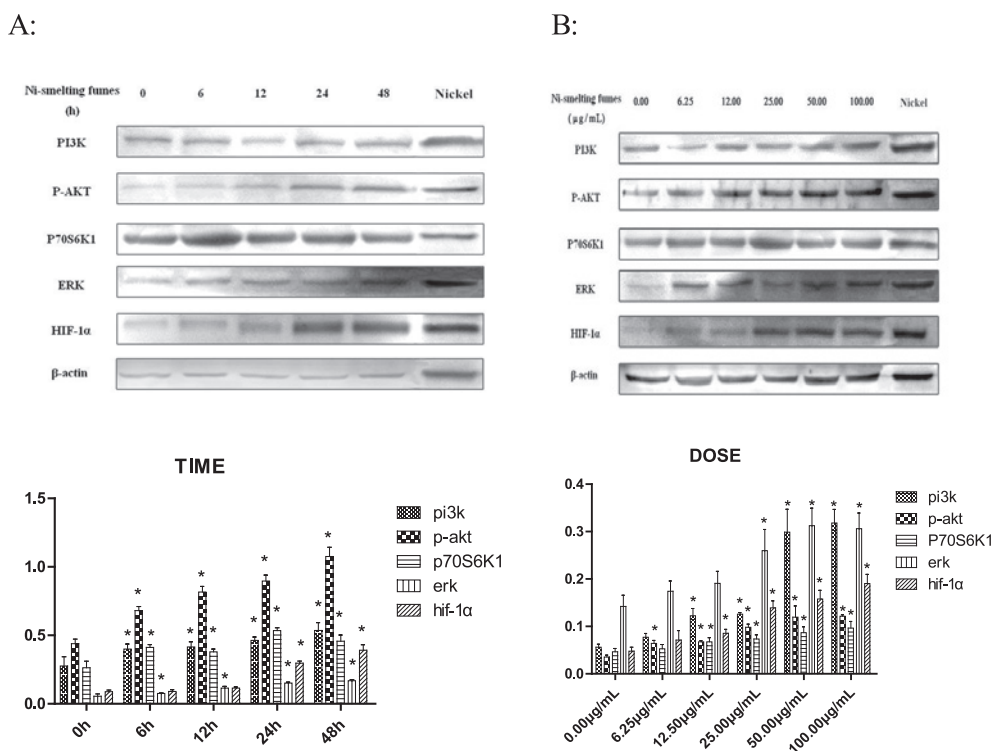 A:
Ni-smelting fumes 0 6 12 24 48 Nickel
(h)
PI3K
P-AKT
P70S6K1
ERK
HIF-1α
β-actin
TIME
1.5
1.0
0.5
0.0
0h 6h 12h 24h 48h
pi3k
p-akt
p70S6K1
erk
hif-1α
* * * * * * * * * * * * * * * * * *
B:
Ni-smelting fumes 0.00 6.25 12.00 25.00 50.00 100.00 Nickel
(μg/mL)
PI3K
P-AKT
P70S6K1
ERK
HIF-1α
β-actin
DOSE
0.4
0.3
0.2
0.1
0.0
0.00μg/mL 6.25μg/mL 12.50μg/mL 25.00μg/mL 50.00μg/mL 100.00μg/mL
pi3k
p-akt
P70S6K1
erk
hif-1α
* * * * * * * * * * * * * * * * * * * *